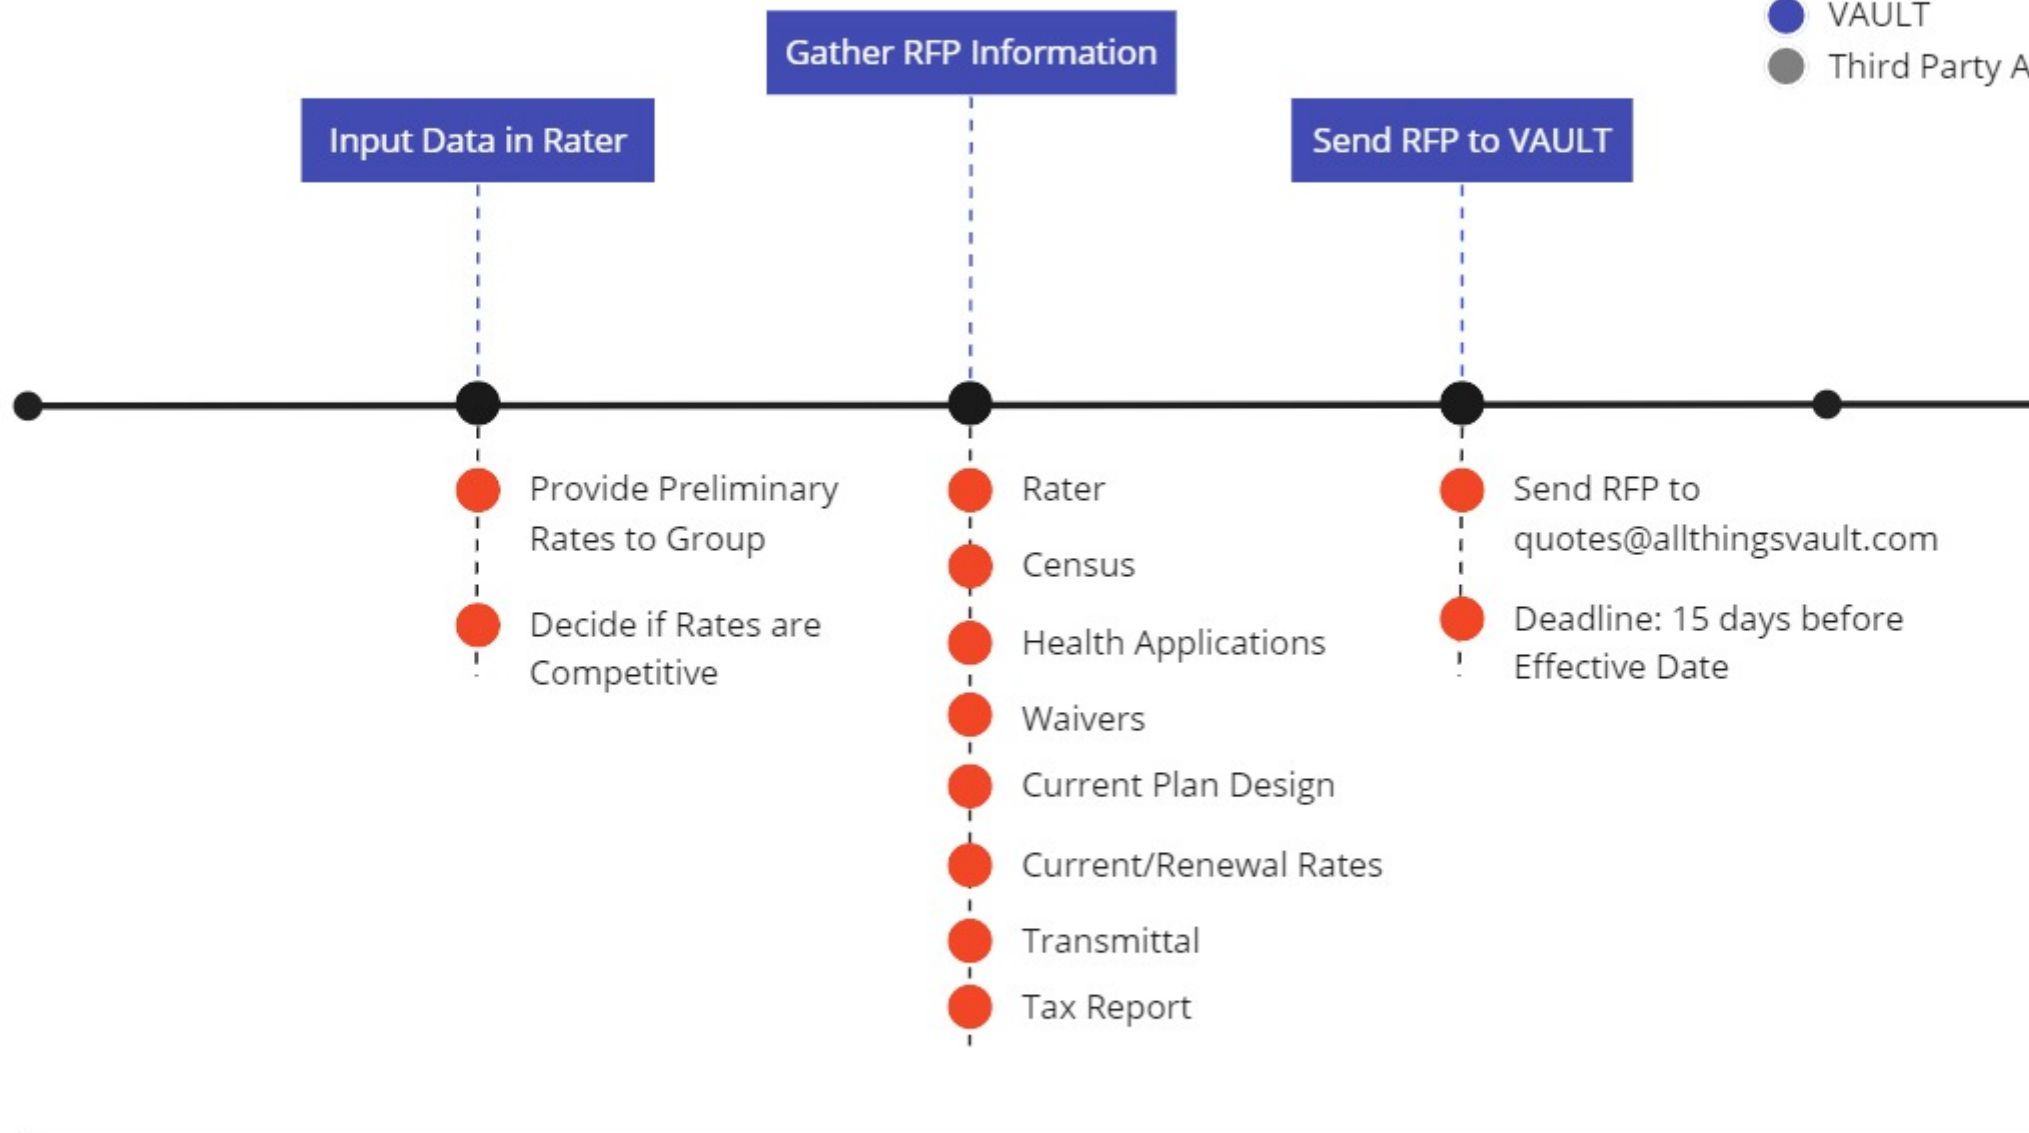 VAULT
Third Party A
Gather RFP Information
Input Data in Rater
Send RFP to VAULT
Provide Preliminary
Rates to Group
Decide if Rates are
Competitive
Rater
Census
Health Applications
Waivers
Current Plan Design
Current/Renewal Rates
Transmittal
Tax Report
Send RFP to
quotes@allthingsvault.com
Deadline: 15 days before
Effective Date